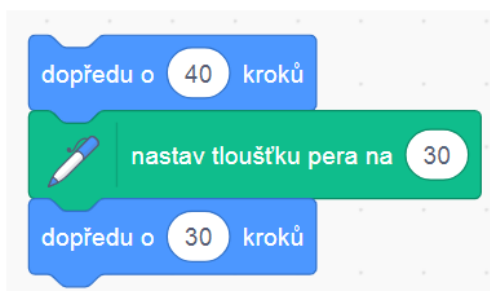 dopředu o 40 kroků
nastav tloušťku pera na 30
dopředu o 30 kroků